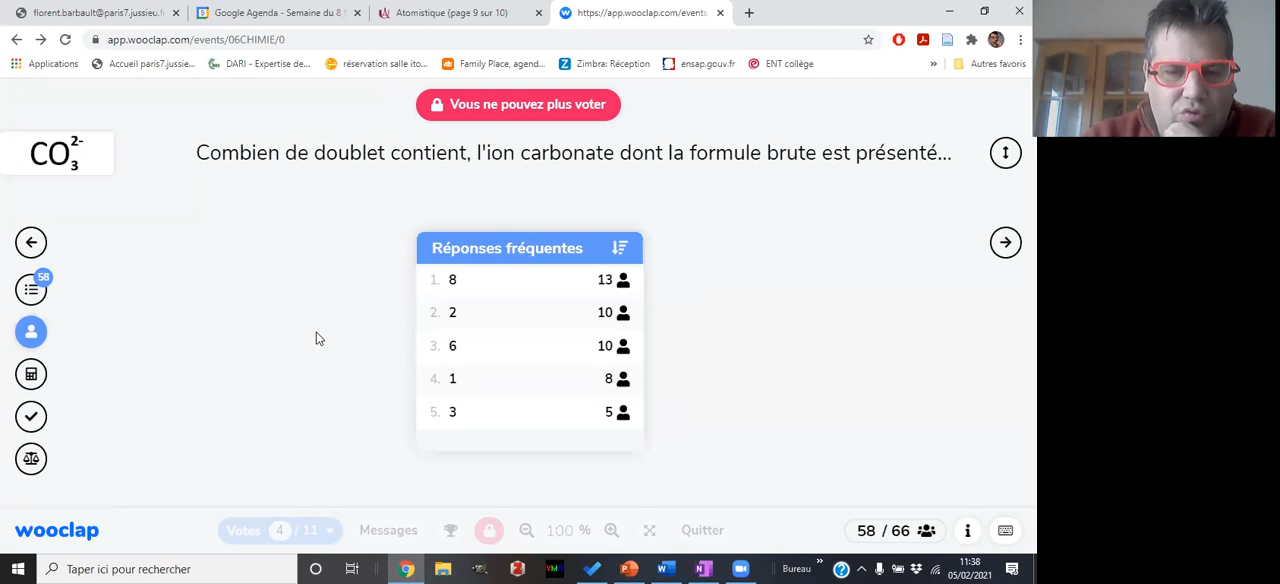 florent.barbault@paris7.jussieu.f
Google Agenda - Semaine du 8
Atomistique (page 9 sur 10)
https://app.wooclap.com/events
app.wooclap.com/events/06CHIMIE/0
Applications
Accueil paris7.jussie...
DARI - Expertise de...
réservation salle ito...
Family Place, agend...
Zimbra: Réception
ensap.gouv.fr
ENT collège
»
Autres favoris
Vous ne pouvez plus voter
CO3 2-
Combien de doublet contient, l'ion carbonate dont la formule brute est présenté...
Réponses fréquentes
1. 8 13
2. 2 10
3. 6 10
4. 1 8
5. 3 5
58
wooclap
Votes 4 / 11
Messages
100 %
Quitter
58 / 66
i
Taper ici pour rechercher
YMD
Bureau
»
11:38
05/02/2021